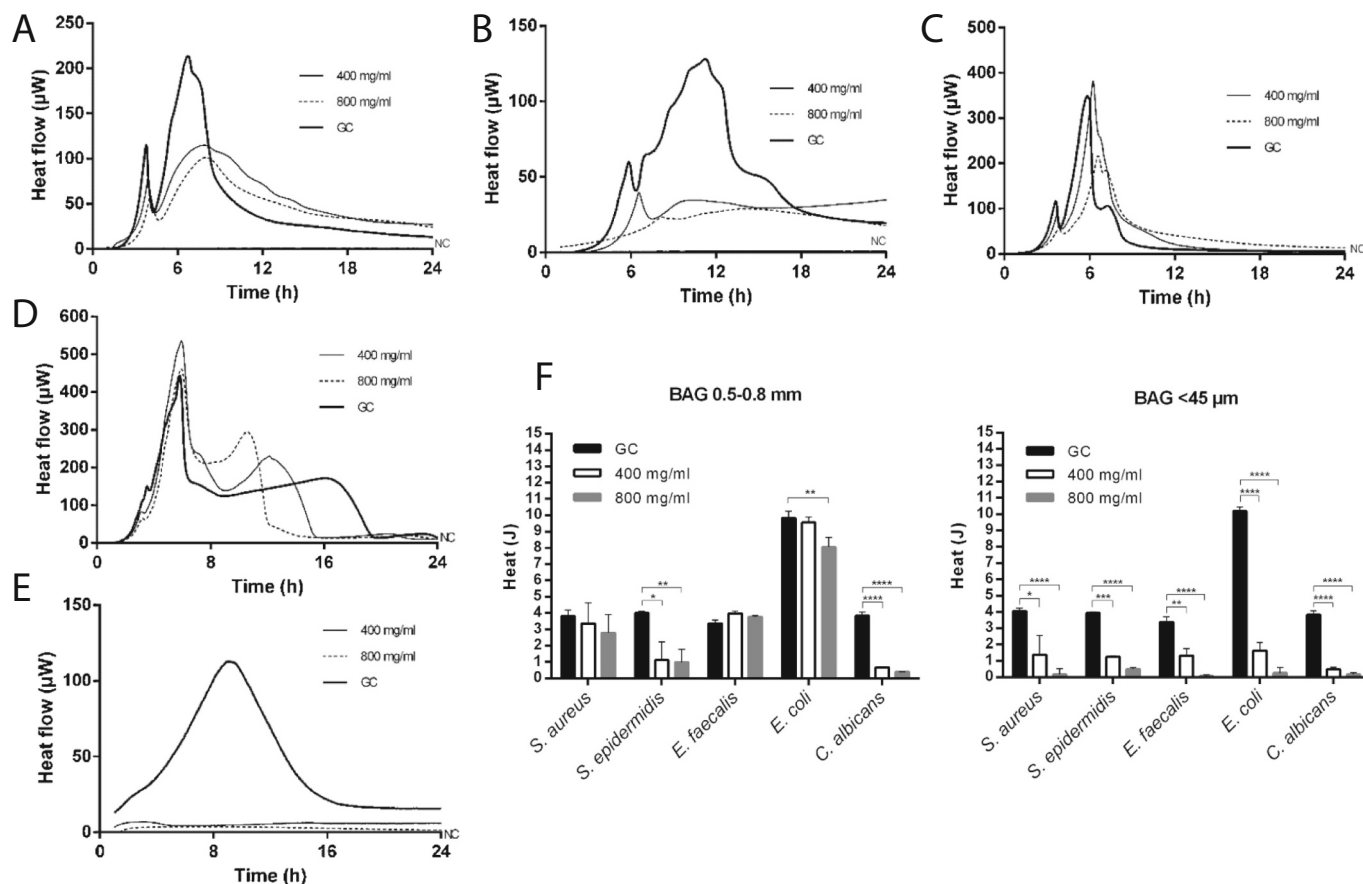 A
250
200
150
100
50
0
Heat flow (µW)
400 mg/ml
800 mg/ml
GC
NC
0 6 12 18 24
Time (h)
B
150
100
50
0
Heat flow (µW)
400 mg/ml
800 mg/ml
GC
NC
0 6 12 18 24
Time (h)
C
500
400
300
200
100
0
Heat flow (µW)
400 mg/ml
800 mg/ml
GC
NC
0 6 12 18 24
Time (h)
D
600
500
400
300
200
100
0
Heat flow (µW)
400 mg/ml
800 mg/ml
GC
NC
0 8 16 24
Time (h)
E
150
100
50
0
Heat flow (µW)
400 mg/ml
800 mg/ml
GC
NC
0 8 16 24
Time (h)
F
BAG 0.5-0.8 mm
15
14
13
12
11
10
9
8
7
6
5
4
3
2
1
0
Heat (J)
GC
400 mg/ml
800 mg/ml
**
*
**
****
****
S. aureus
S. epidermidis
E. faecalis
E. coli
C. albicans
BAG <45 µm
15
14
13
12
11
10
9
8
7
6
5
4
3
2
1
0
Heat (J)
GC
400 mg/ml
800 mg/ml
****
*
****
***
****
**
****
****
****
****
S. aureus
S. epidermidis
E. faecalis
E. coli
C. albicans